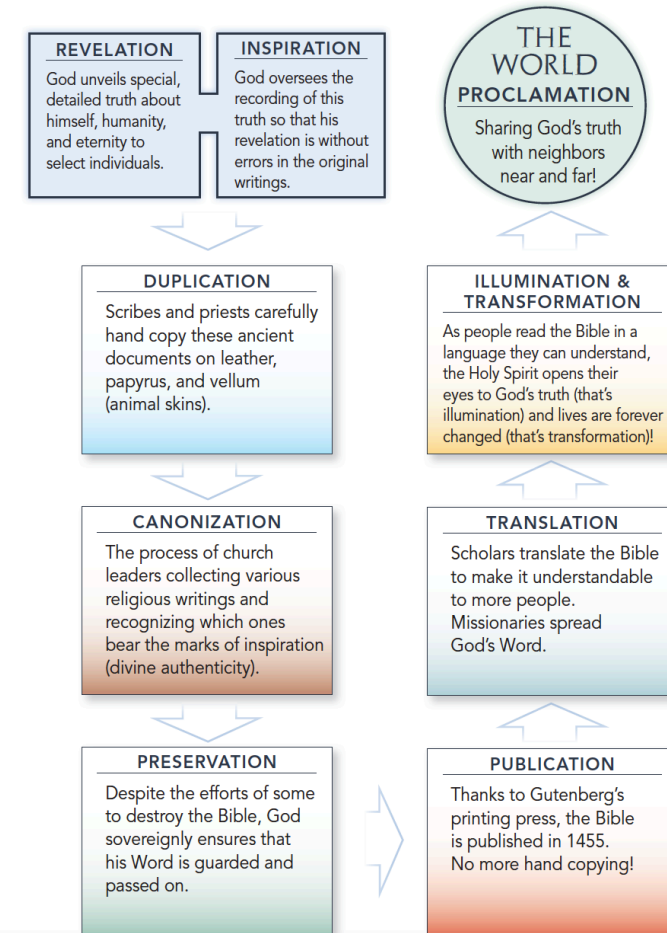 REVELATION
God unveils special,
detailed truth about
himself, humanity,
and eternity to
select individuals.
INSPIRATION
God oversees the
recording of this
truth so that his
revelation is without
errors in the original
writings.
DUPLICATION
Scribes and priests carefully
hand copy these ancient
documents on leather,
papyrus, and vellum
(animal skins).
CANONIZATION
The process of church
leaders collecting various
religious writings and
recognizing which ones
bear the marks of inspiration
(divine authenticity).
PRESERVATION
Despite the efforts of some
to destroy the Bible, God
sovereignly ensures that
his Word is guarded and
passed on.
PUBLICATION
Thanks to Gutenberg’s
printing press, the Bible
is published in 1455.
No more hand copying!
TRANSLATION
Scholars translate the Bible
to make it understandable
to more people.
Missionaries spread
God’s Word.
ILLUMINATION &
TRANSFORMATION
As people read the Bible in a
language they can understand,
the Holy Spirit opens their
eyes to God’s truth (that’s
illumination) and lives are forever
changed (that’s transformation)!
THE
WORLD
PROCLAMATION
Sharing God’s truth
with neighbors
near and far!